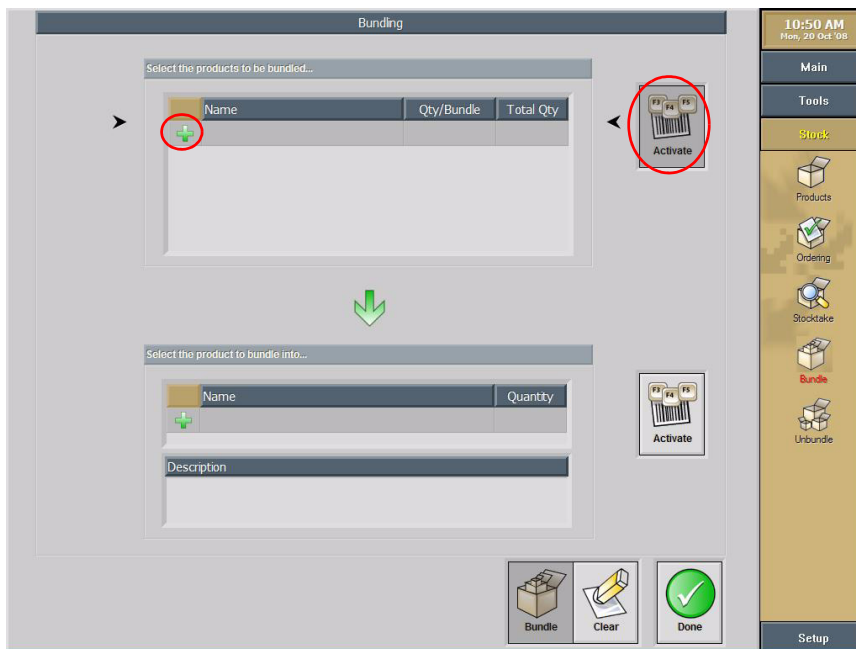 Bunding
10:50 AM
Mon, 20 Oct '08
Main
Tools
Stock
Products
Ordering
Stocktake
Bundle
Unbundle
Setup
Select the products to be bundled...
Name Qty/Bundle Total Qty
F3 F4 F5
Activate
Select the product to bundle into...
Name Quantity
F3 F4 F5
Activate
Description
Bundle Clear Done